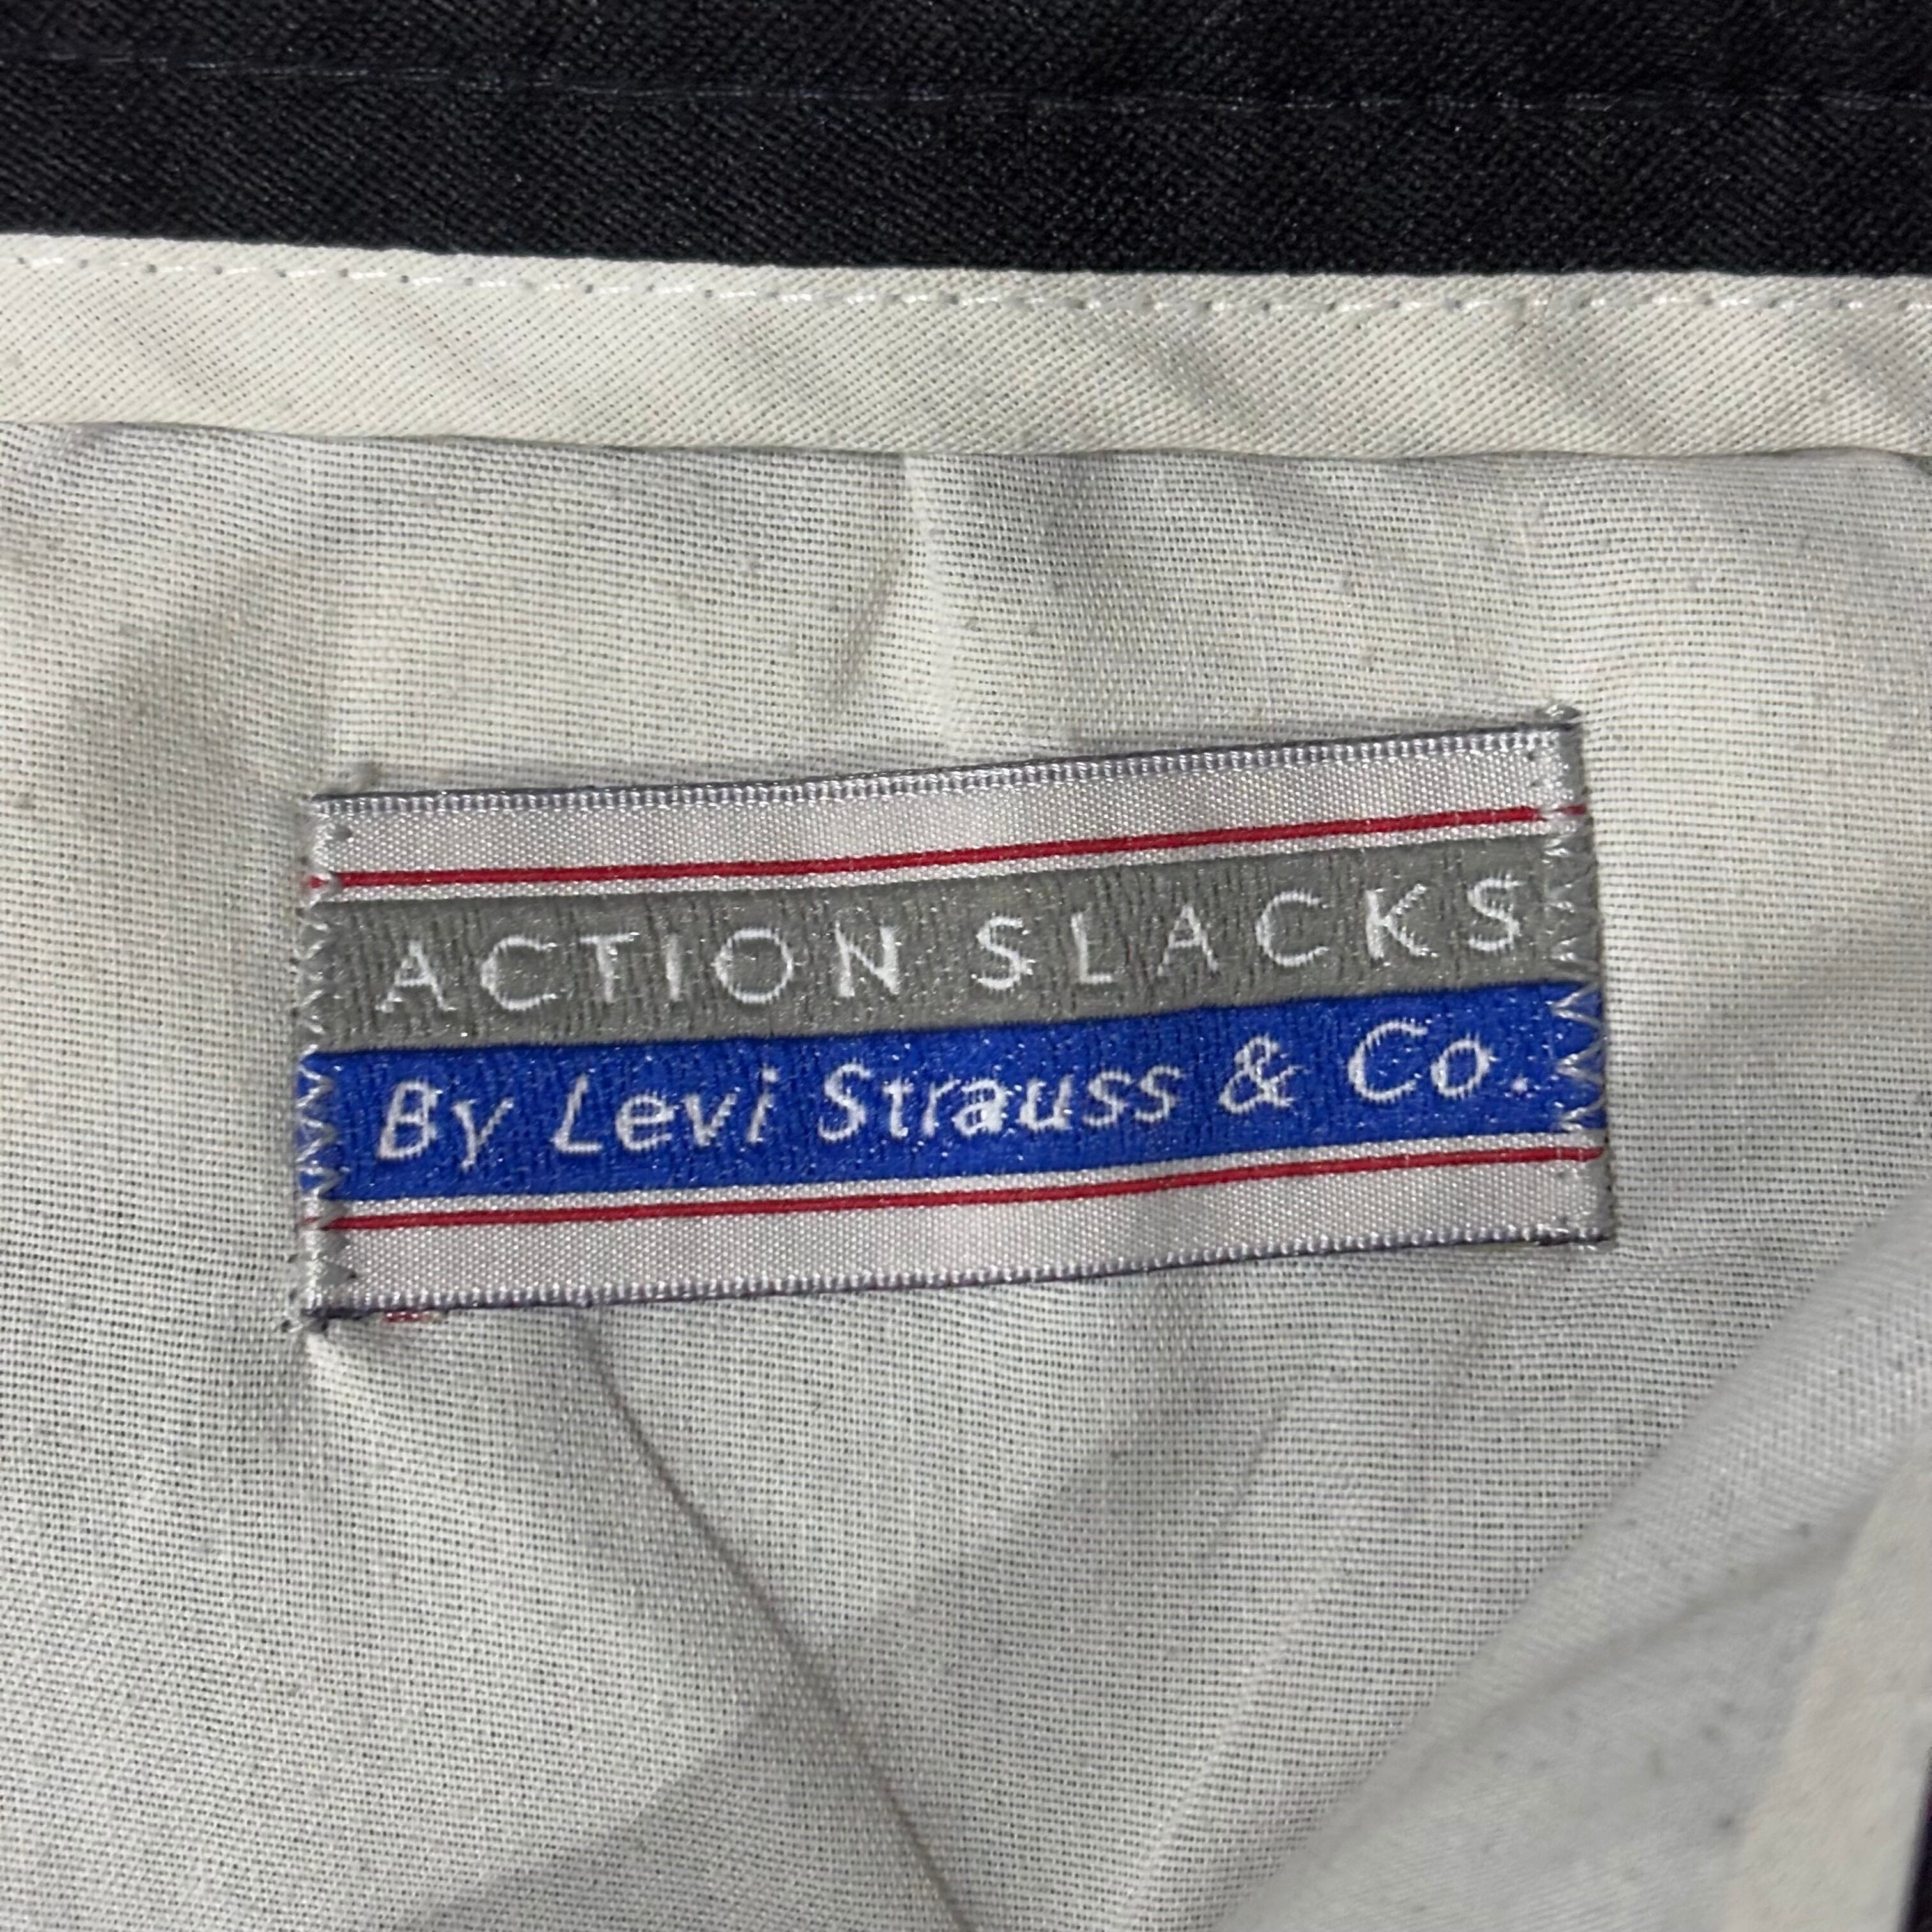 ACTION SLACKS
By Levi Strauss & Co.